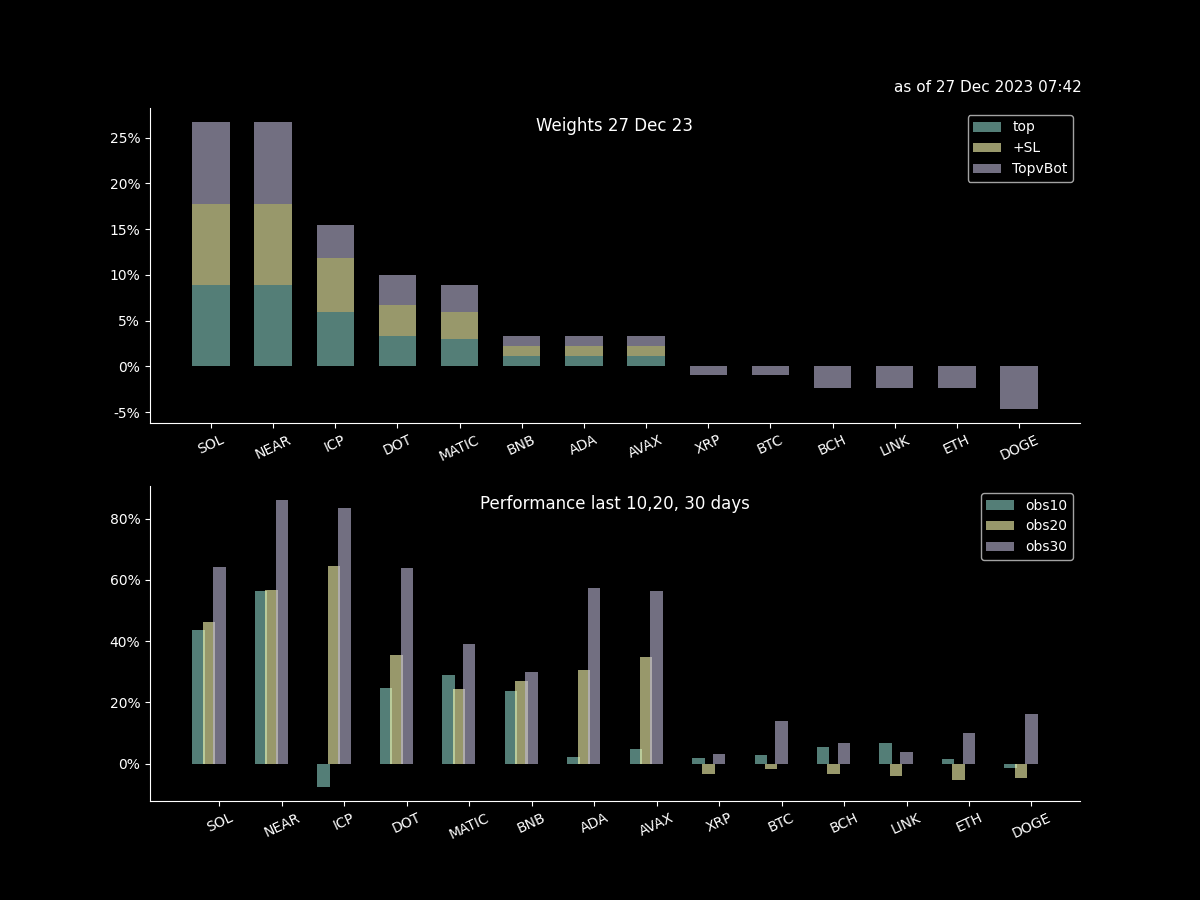 as of 27 Dec 2023 07:42
Weights 27 Dec 23
top
+SL
TopvBot
25%
20%
15%
10%
5%
0%
-5%
SOL NEAR ICP DOT MATIC BNB ADA AVAX XRP BTC BCH LINK ETH DOGE
Performance last 10,20, 30 days
obs10
obs20
obs30
80%
60%
40%
20%
0%
SOL NEAR ICP DOT MATIC BNB ADA AVAX XRP BTC BCH LINK ETH DOGE